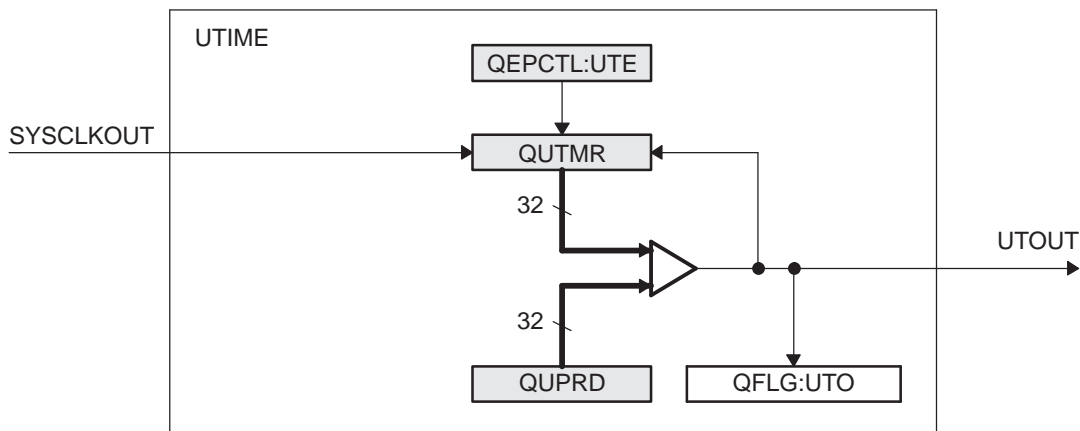 UTIME
QEPCTL:UTE
SYSCLKOUT
QUTMR
32
UTOUT
32
QUPRD
QFLG:UTO